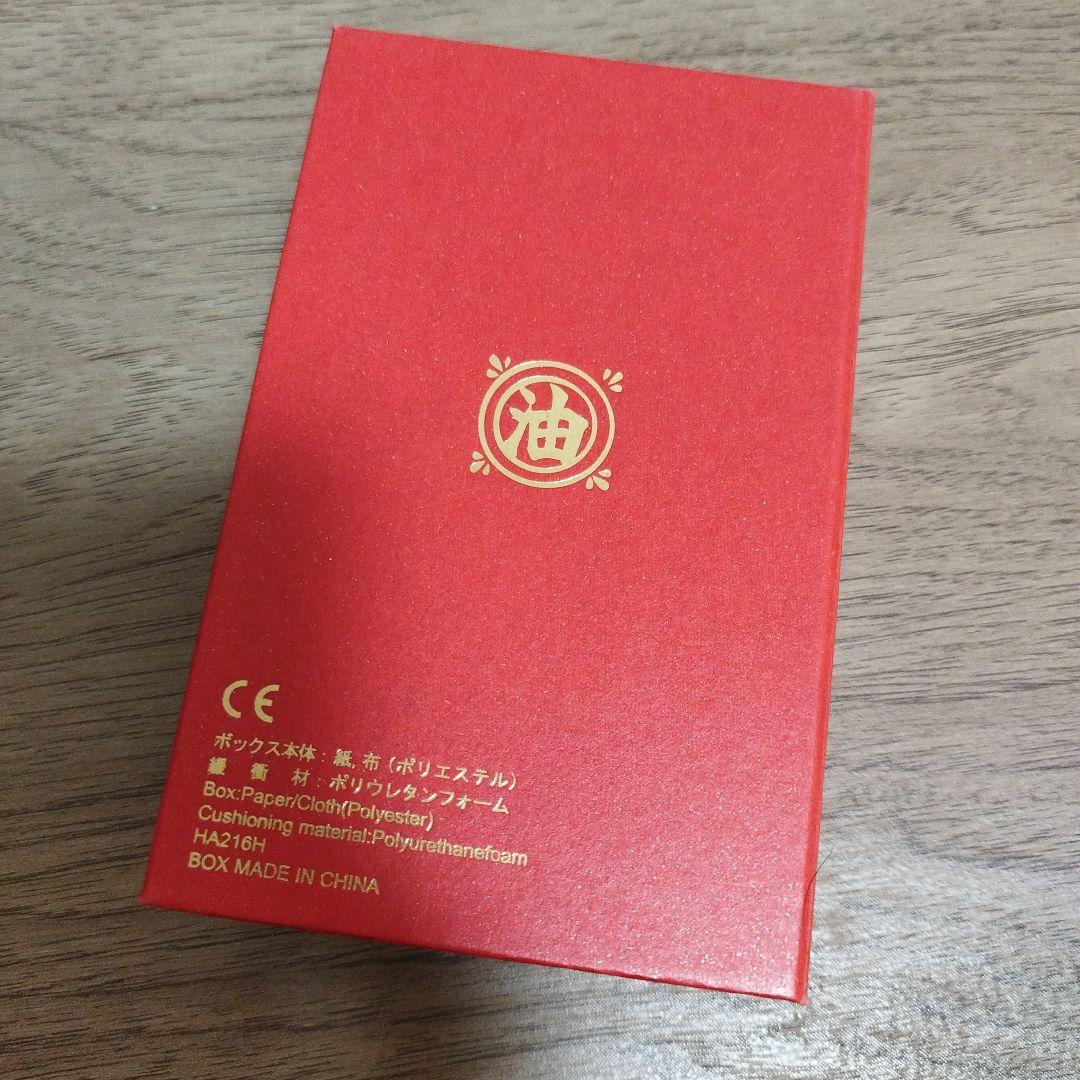 油
CE
ボックス本体：紙,布（ポリエステル）
緩衝材：ポリウレタンフォーム
Box:Paper/Cloth(Polyester)
Cushioning material:Polyurethanefoam
HA216H
BOX MADE IN CHINA